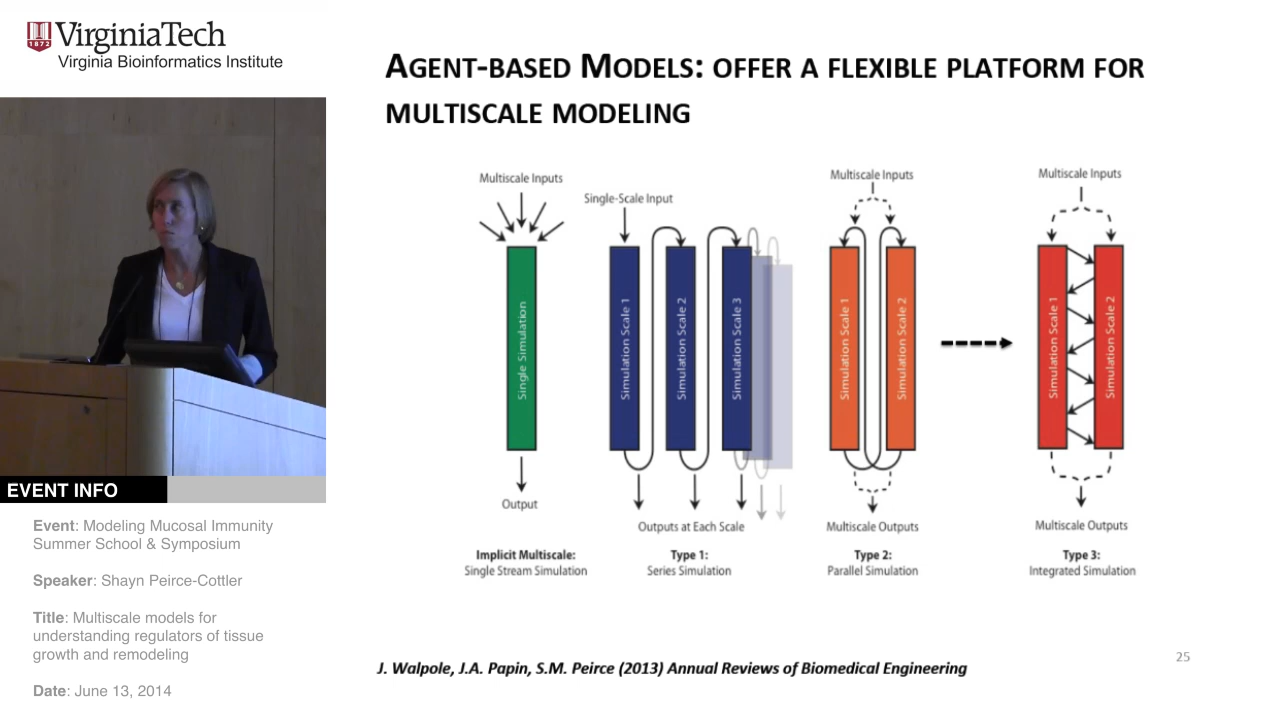 VirginiaTech
1872
Virginia Bioinformatics Institute
AGENT-BASED MODELS: OFFER A FLEXIBLE PLATFORM FOR
MULTISCALE MODELING
Multiscale Inputs
Single Simulation
Output
Implicit Multiscale:
Single Stream Simulation
Single-Scale Input
Simulation Scale 1
Simulation Scale 2
Simulation Scale 3
Outputs at Each Scale
Type 1:
Series Simulation
Multiscale Inputs
Simulation Scale 1
Simulation Scale 2
Multiscale Outputs
Type 2:
Parallel Simulation
Multiscale Inputs
Simulation Scale 1
Simulation Scale 2
Multiscale Outputs
Type 3:
Integrated Simulation
J. Walpole, J.A. Papin, S.M. Peirce (2013) Annual Reviews of Biomedical Engineering
25
EVENT INFO
Event: Modeling Mucosal Immunity
Summer School & Symposium
Speaker: Shayn Peirce-Cottler
Title: Multiscale models for
understanding regulators of tissue
growth and remodeling
Date: June 13, 2014